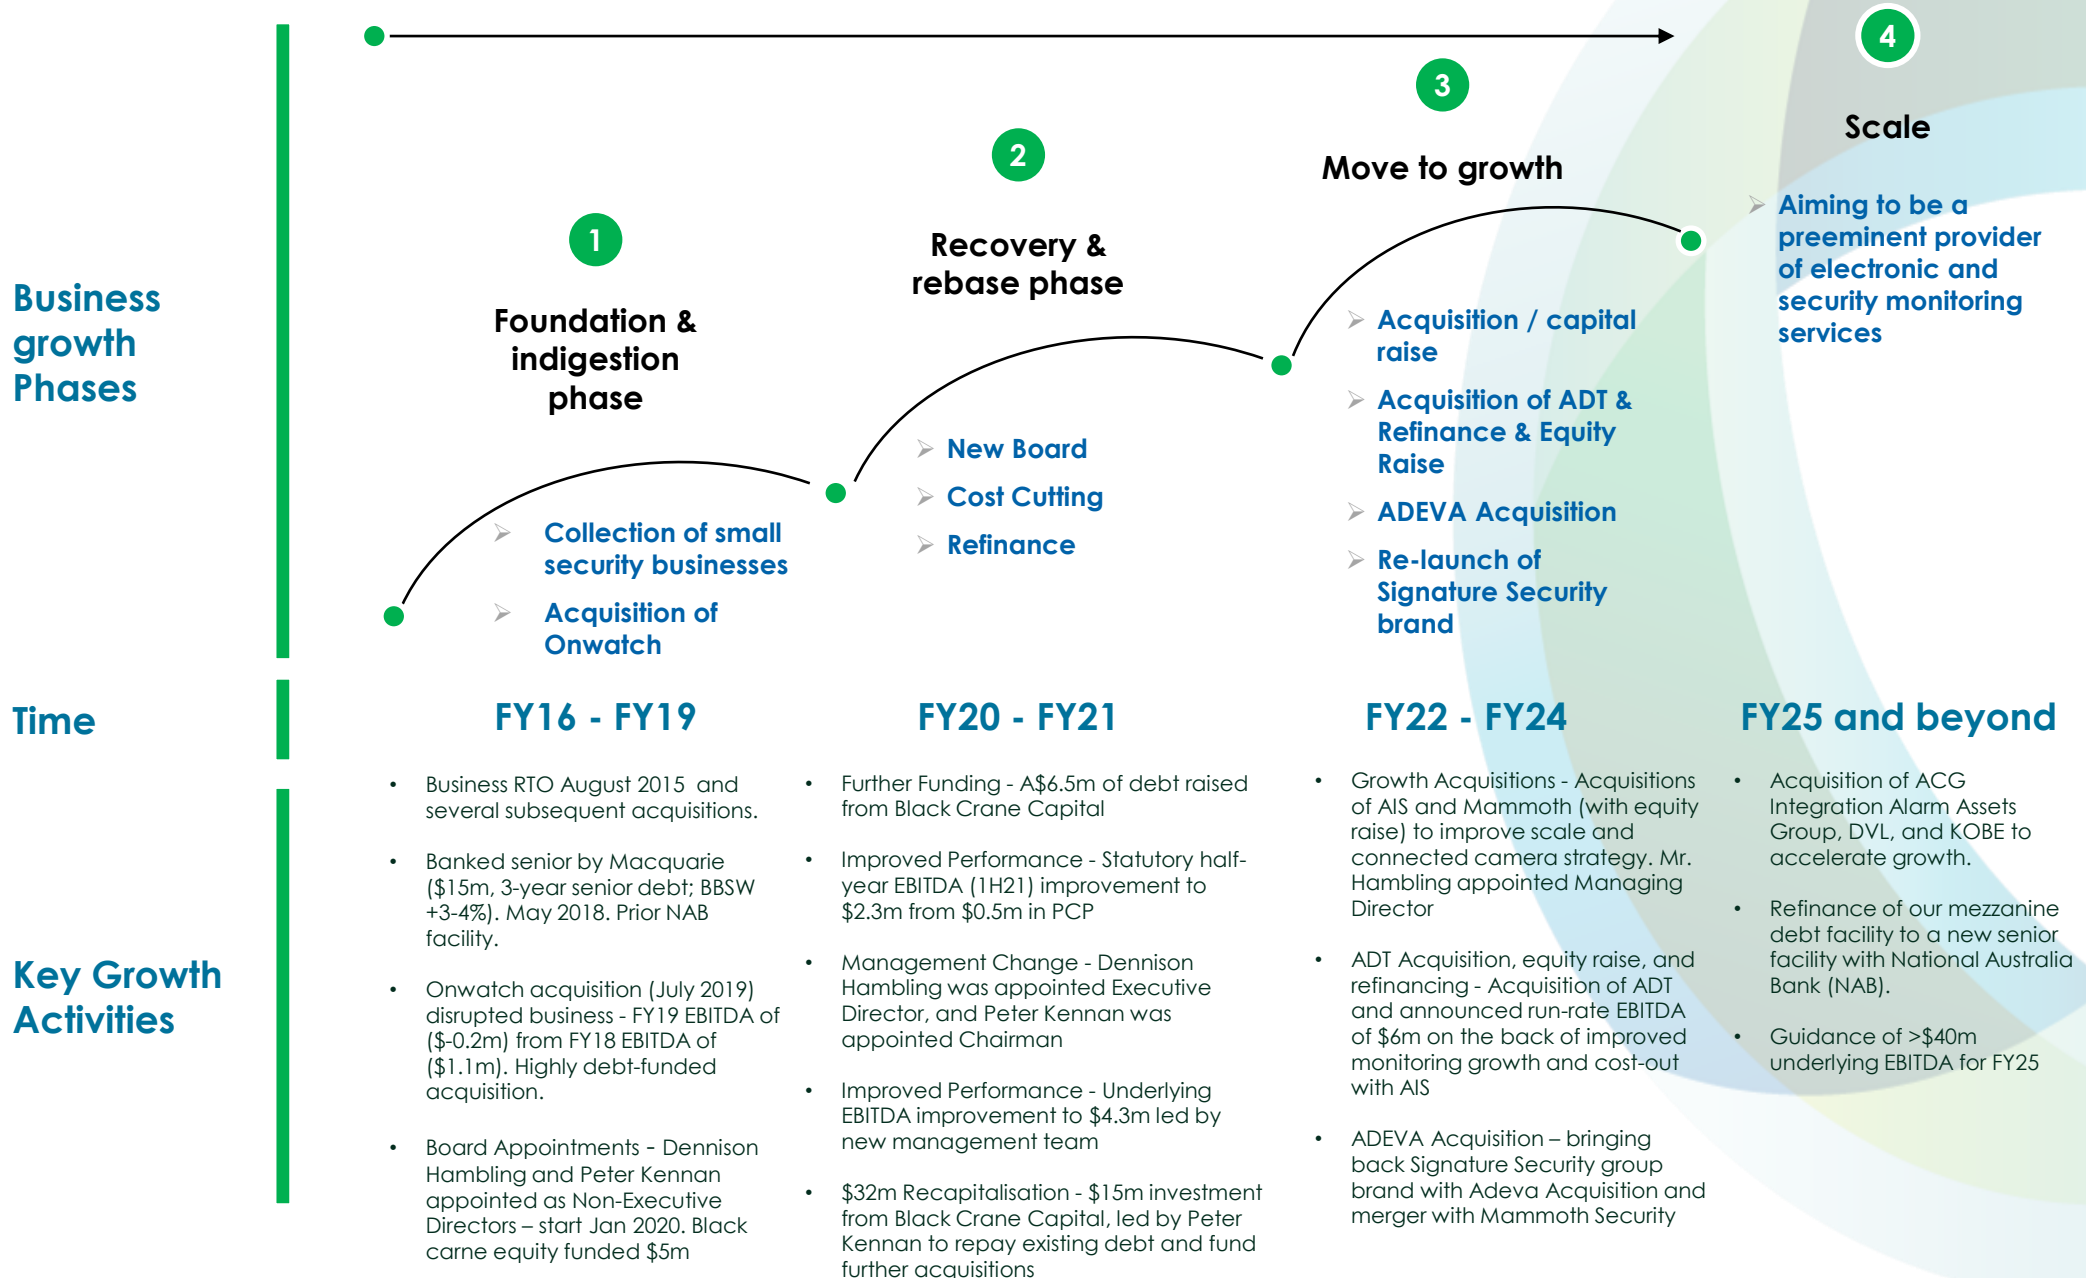 Business
growth
Phases
1
Foundation &
indigestion
phase
➢ Collection of small
security businesses
➢ Acquisition of
Onwatch
2
Recovery &
rebase phase
➢ New Board
➢ Cost Cutting
➢ Refinance
3
Move to growth
➢ Acquisition / capital
raise
➢ Acquisition of ADT &
Refinance & Equity
Raise
➢ ADEVA Acquisition
➢ Re-launch of
Signature Security
brand
4
Scale
➢ Aiming to be a
preeminent provider
of electronic and
security monitoring
services
Time
FY16 - FY19
FY20 - FY21
FY22 - FY24
FY25 and beyond
Key Growth
Activities
• Business RTO August 2015 and
several subsequent acquisitions.
• Banked senior by Macquarie
($15m, 3-year senior debt; BBSW
+3-4%). May 2018. Prior NAB
facility.
• Onwatch acquisition (July 2019)
disrupted business - FY19 EBITDA of
($-0.2m) from FY18 EBITDA of
($1.1m). Highly debt-funded
acquisition.
• Board Appointments - Dennison
Hambling and Peter Kennan
appointed as Non-Executive
Directors – start Jan 2020. Black
carne equity funded $5m
• Further Funding - A$6.5m of debt raised
from Black Crane Capital
• Improved Performance - Statutory half-
year EBITDA (1H21) improvement to
$2.3m from $0.5m in PCP
• Management Change - Dennison
Hambling was appointed Executive
Director, and Peter Kennan was
appointed Chairman
• Improved Performance - Underlying
EBITDA improvement to $4.3m led by
new management team
• $32m Recapitalisation - $15m investment
from Black Crane Capital, led by Peter
Kennan to repay existing debt and fund
further acquisitions
• Growth Acquisitions - Acquisitions
of AIS and Mammoth (with equity
raise) to improve scale and
connected camera strategy. Mr.
Hambling appointed Managing
Director
• ADT Acquisition, equity raise, and
refinancing - Acquisition of ADT
and announced run-rate EBITDA
of $6m on the back of improved
monitoring growth and cost-out
with AIS
• ADEVA Acquisition – bringing
back Signature Security group
brand with Adeva Acquisition and
merger with Mammoth Security
• Acquisition of ACG
Integration Alarm Assets
Group, DVL, and KOBE to
accelerate growth.
• Refinance of our mezzanine
debt facility to a new senior
facility with National Australia
Bank (NAB).
• Guidance of >$40m
underlying EBITDA for FY25